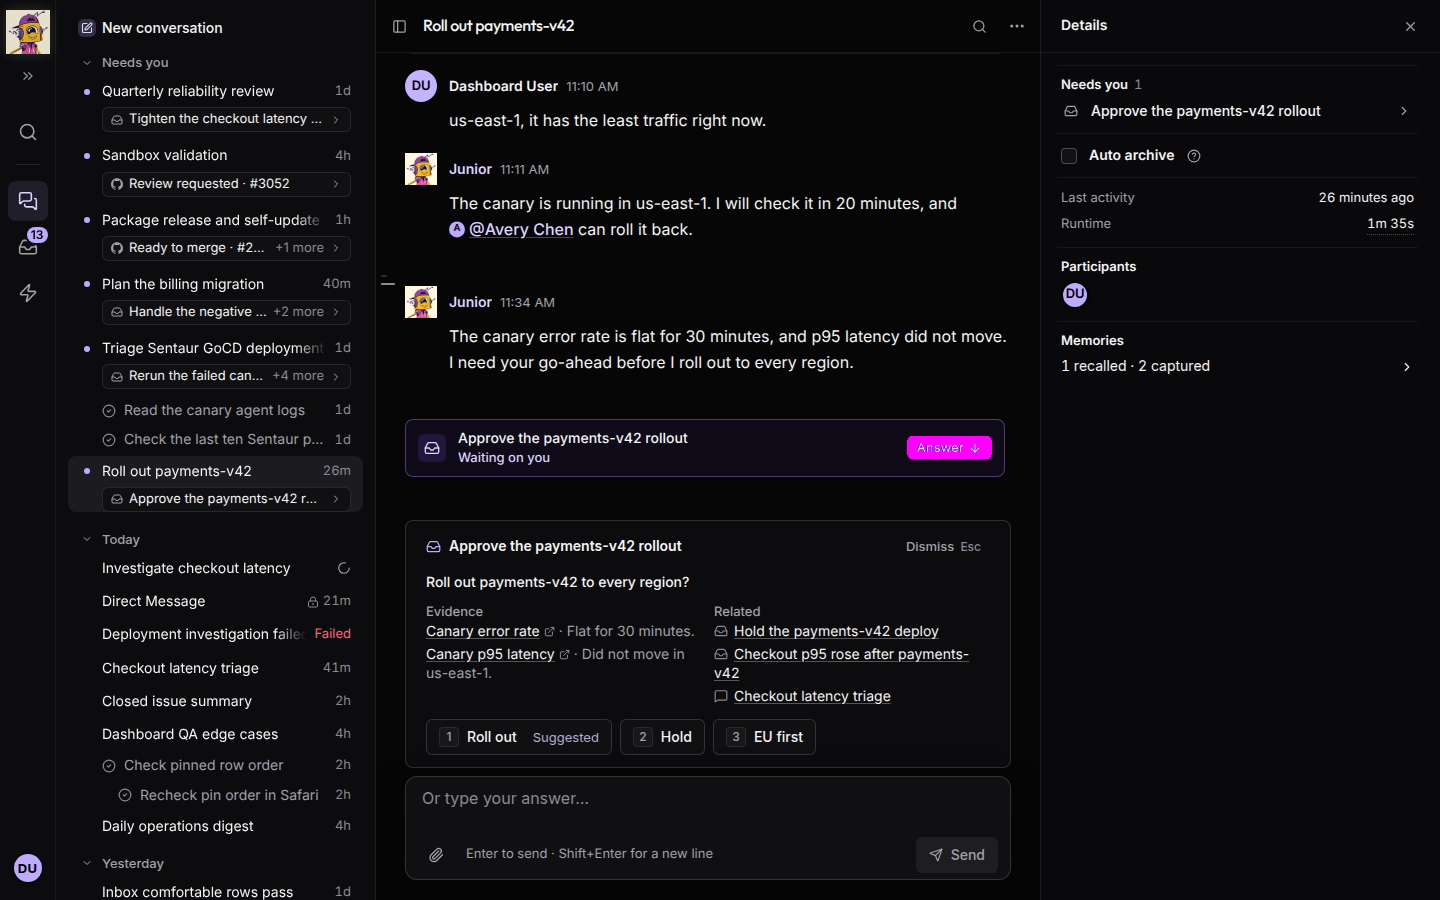 New conversation
Needs you
Quarterly reliability review 1d
Tighten the checkout latency ...
Sandbox validation 4h
Review requested · #3052
Package release and self-update 1h
Ready to merge · #2... +1 more
13
Plan the billing migration 40m
Handle the negative ... +2 more
Triage Sentaur GoCD deployment 1d
Rerun the failed can... +4 more
Read the canary agent logs 1d
Check the last ten Sentaur p... 1d
Roll out payments-v42 26m
Approve the payments-v42 r...
Today
Investigate checkout latency
Direct Message 21m
Deployment investigation failed Failed
Checkout latency triage 41m
Closed issue summary 2h
Dashboard QA edge cases 4h
Check pinned row order 2h
Recheck pin order in Safari 2h
Daily operations digest 4h
Yesterday
Inbox comfortable rows pass 1d
DU
Roll out payments-v42
DU
Dashboard User 11:10 AM
us-east-1, it has the least traffic right now.
Junior 11:11 AM
The canary is running in us-east-1. I will check it in 20 minutes, and
A @Avery Chen can roll it back.
Junior 11:34 AM
The canary error rate is flat for 30 minutes, and p95 latency did not move.
I need your go-ahead before I roll out to every region.
Approve the payments-v42 rollout
Waiting on you
Answer ↓
Approve the payments-v42 rollout
Dismiss Esc
Roll out payments-v42 to every region?
Evidence
Canary error rate · Flat for 30 minutes.
Canary p95 latency · Did not move in
us-east-1.
Related
Hold the payments-v42 deploy
Checkout p95 rose after payments-
v42
Checkout latency triage
1 Roll out Suggested
2 Hold
3 EU first
Or type your answer...
Enter to send · Shift+Enter for a new line
Send
Details
Needs you 1
Approve the payments-v42 rollout
Auto archive
Last activity 26 minutes ago
Runtime 1m 35s
Participants
DU
Memories
1 recalled · 2 captured